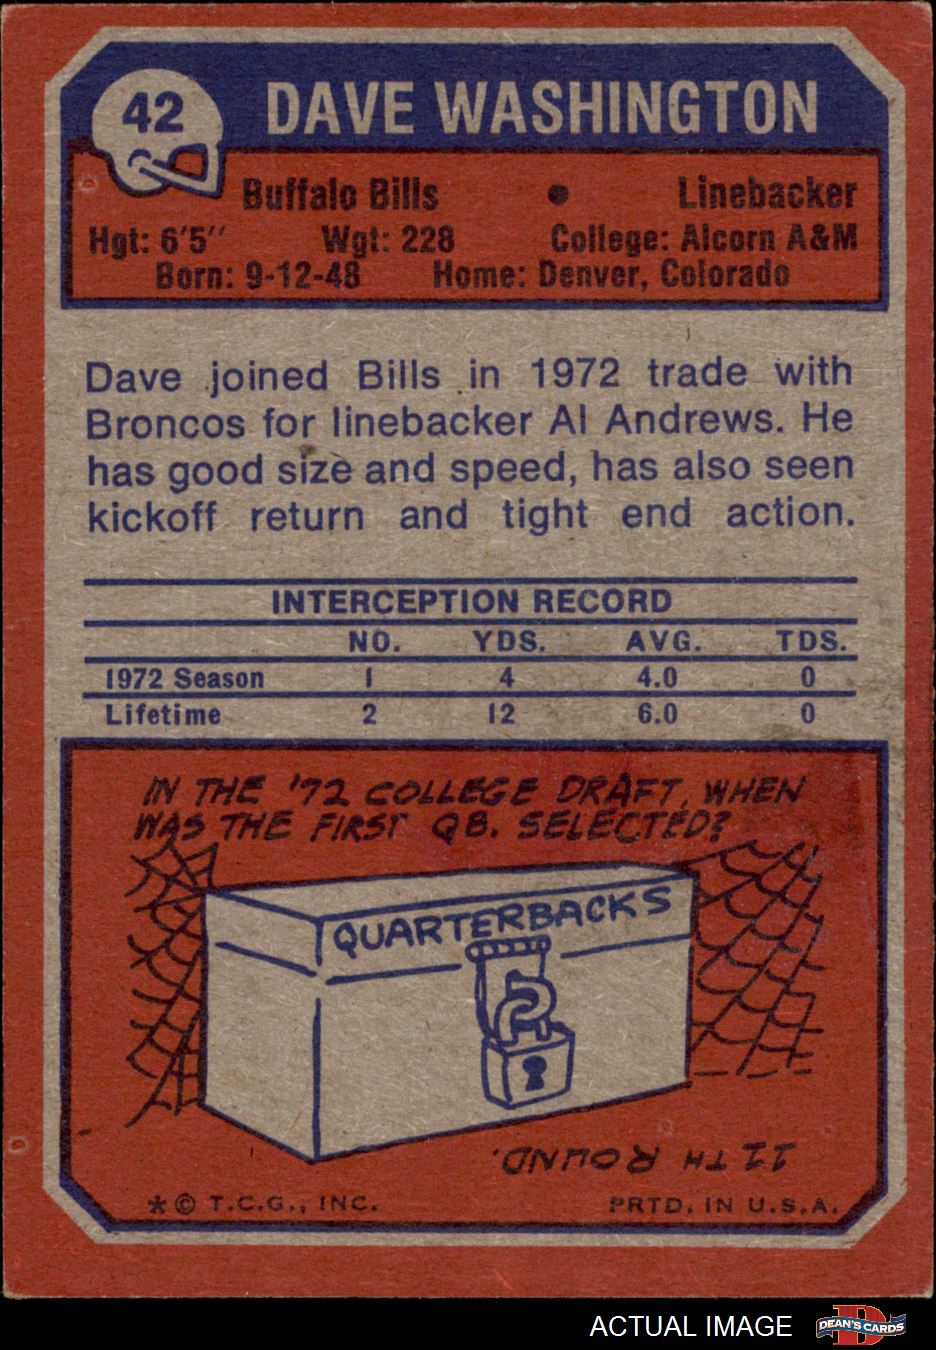 42
DAVE WASHINGTON
Buffalo Bills • Linebacker
Hgt: 6'5" Wgt: 228 College: Alcorn A&M
Born: 9-12-48 Home: Denver, Colorado
Dave joined Bills in 1972 trade with
Broncos for linebacker Al Andrews. He
has good size and speed, has also seen
kickoff return and tight end action.
INTERCEPTION RECORD
NO. YDS. AVG. TDS.
1972 Season 1 4 4.0 0
Lifetime 2 12 6.0 0
IN THE '72 COLLEGE DRAFT, WHEN
WAS THE FIRST QB. SELECTED?
QUARTERBACKS
11TH ROUND.
* © T.C.G., INC. PRTD. IN U.S.A.
ACTUAL IMAGE
D
DEAN'S CARDS